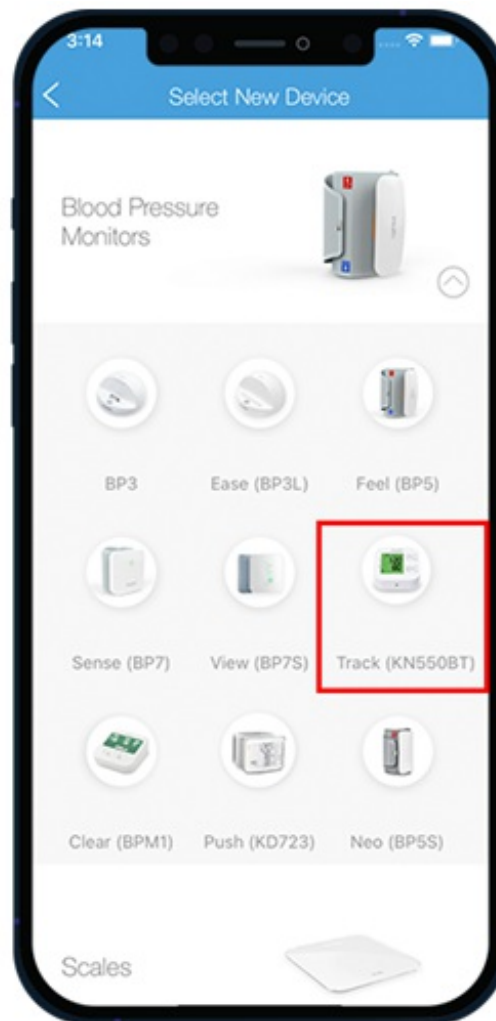 3:14
Select New Device
Blood Pressure
Monitors
BP3 Ease (BP3L) Feel (BP5)
Sense (BP7) View (BP7S) Track (KN550BT)
Clear (BPM1) Push (KD723) Neo (BP5S)
Scales